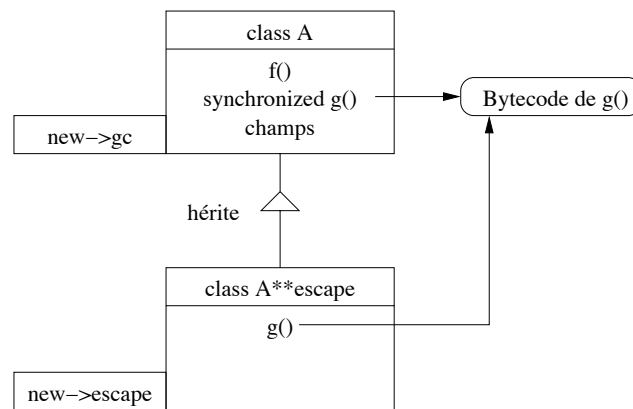 class A
f()
synchronized g()
champs
Bytecode de g()
new->gc
hérite
class A**escape
g()
new->escape